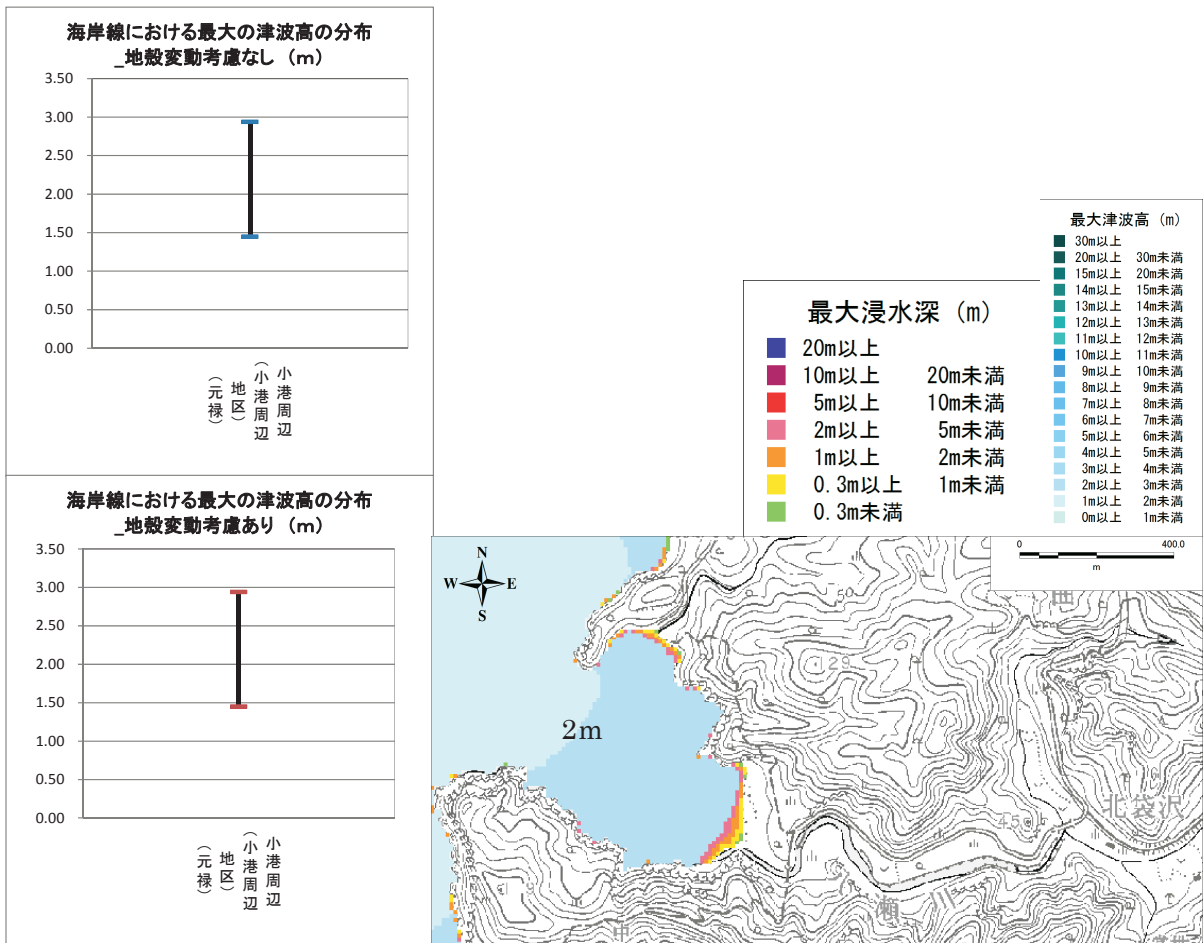 海岸線における最大の津波高の分布
_地殻変動考慮なし（m）
3.50
3.00
2.50
2.00
1.50
1.00
0.50
0.00
小港周辺
（小港周辺
地区）
（元禄）
海岸線における最大の津波高の分布
_地殻変動考慮あり（m）
3.50
3.00
2.50
2.00
1.50
1.00
0.50
0.00
小港周辺
（小港周辺
地区）
（元禄）
最大浸水深（m）
20m以上
10m以上 20m未満
5m以上 10m未満
2m以上 5m未満
1m以上 2m未満
0.3m以上 1m未満
0.3m未満
最大津波高（m）
30m以上
20m以上 30m未満
15m以上 20m未満
14m以上 15m未満
13m以上 14m未満
12m以上 13m未満
11m以上 12m未満
10m以上 11m未満
9m以上 10m未満
8m以上 9m未満
7m以上 8m未満
6m以上 7m未満
5m以上 6m未満
4m以上 5m未満
3m以上 4m未満
2m以上 3m未満
1m以上 2m未満
0m以上 1m未満
0 400.0
m
N
W E
S
50
129
2m
北袋沢
45
瀬川
中